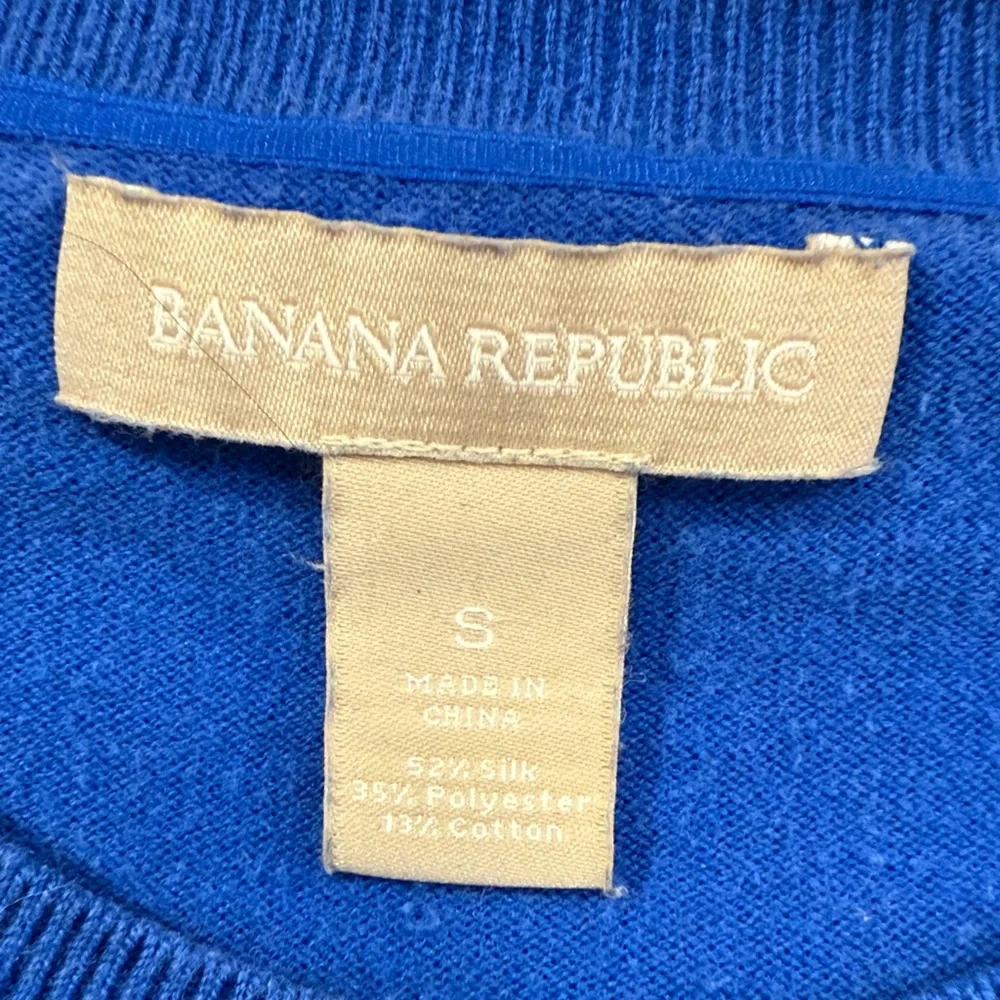 BANANA REPUBLIC
S
MADE IN
CHINA
52% Silk
35% Polyester
13% Cotton